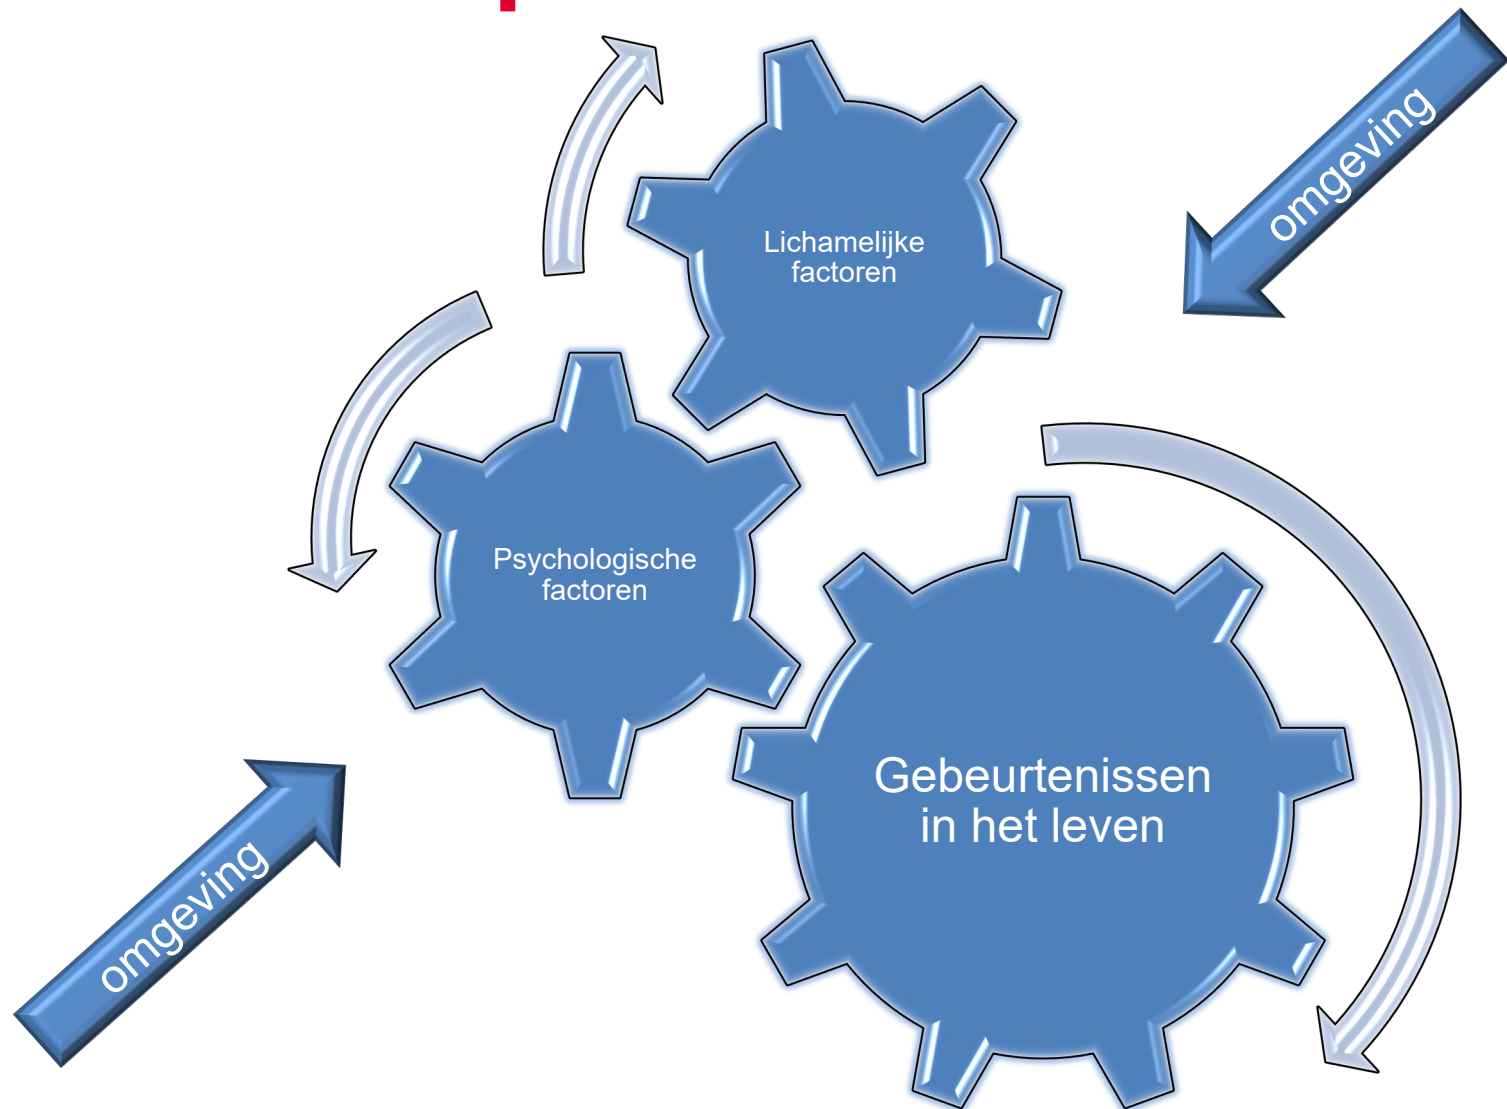 omgeving
Lichamelijke
factoren
Psychologische
factoren
Gebeurtenissen
in het leven
omgeving